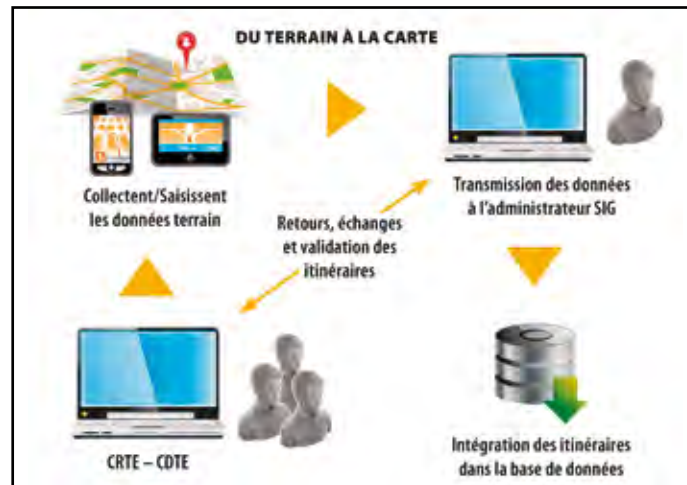 DU TERRAIN À LA CARTE
Collectent/Saisissent
les données terrain
Transmission des données
à l'administrateur SIG
Retours, échanges
et validation des
itinéraires
CRTE – CDTE
Intégration des itinéraires
dans la base de données